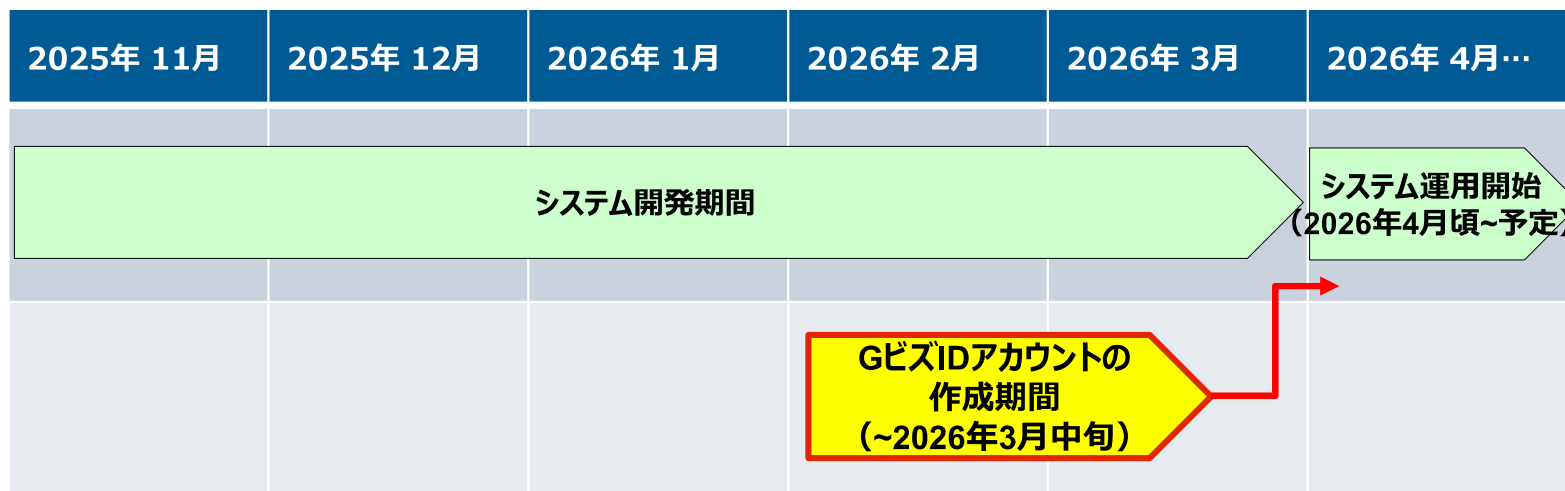 2025年 11月
2025年 12月
2026年 1月
2026年 2月
2026年 3月
2026年 4月…
システム開発期間
システム運用開始
（2026年4月頃~予定）
GビズIDアカウントの
作成期間
（~2026年3月中旬）